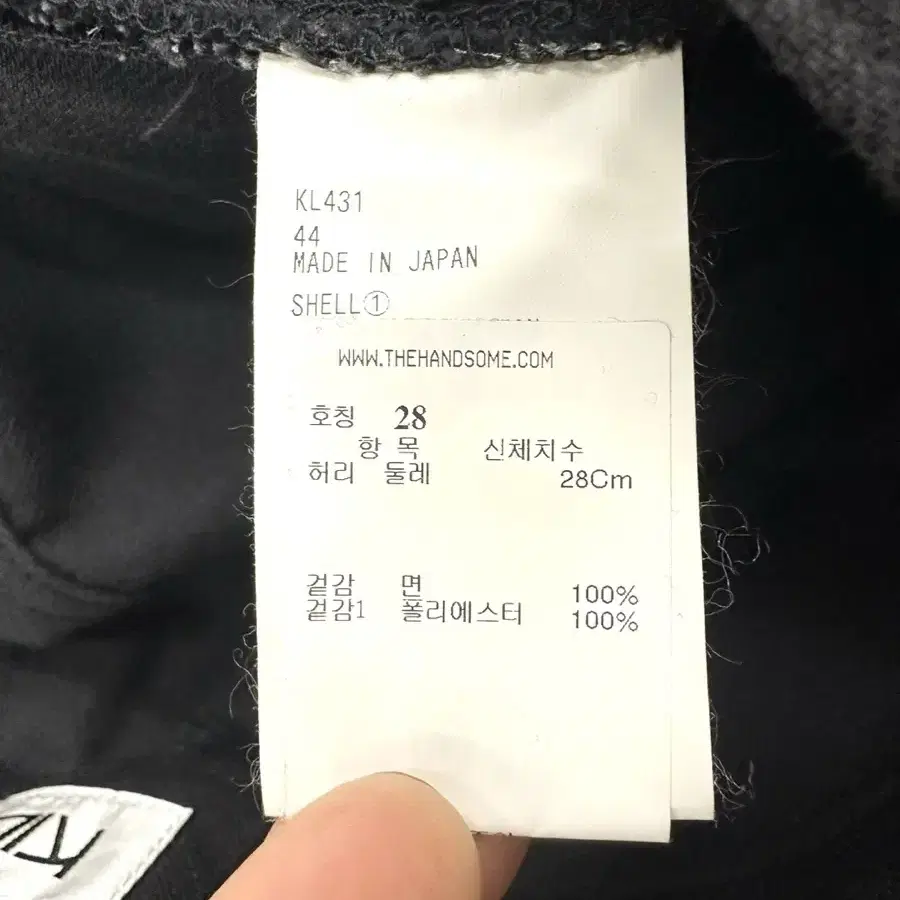 KL431
44
MADE IN JAPAN
SHELL①
WWW.THEHANDSOME.COM
호칭 28
항 목 신체치수
허리 둘레 28Cm
겉감 면 100%
겉감1 폴리에스터 100%